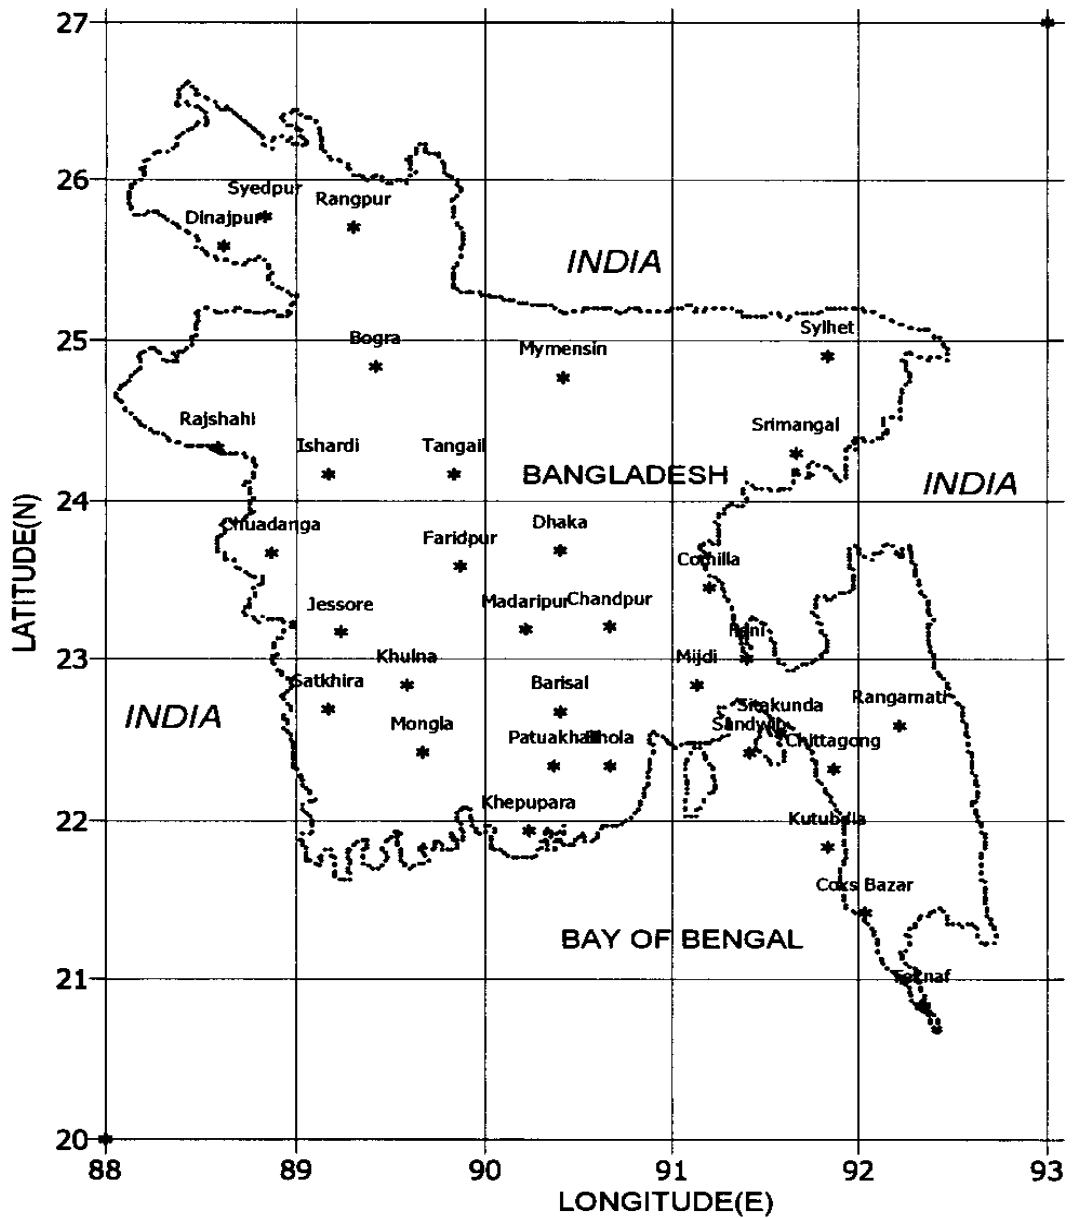 27
26
Syedpur
Rangpur
Dinajpur
INDIA
25
Sylhet
Bogra
Mymensin
Rajshahi
Srimangal
Ishardi
Tangail
BANGLADESH
INDIA
24
Chuadanga
Dhaka
Faridpur
Comilla
Jessore
Madaripur
Chandpur
Feni
23
Khulna
Mijdi
Satkhira
Barisal
Rangamati
INDIA
Mongla
Sitakunda
Sandwip
Patuakhali
Bhola
Chittagong
Khepupara
22
Kutubdia
Coks Bazar
BAY OF BENGAL
21
Teknaf
20
88
89
90
91
92
93
LATITUDE(N)
LONGITUDE(E)